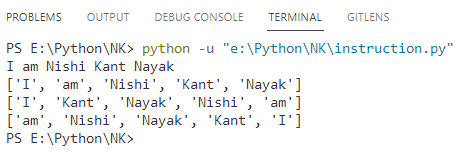 PROBLEMS OUTPUT DEBUG CONSOLE TERMINAL GITLENS
PS E:\Python\NK> python -u "e:\Python\NK\instruction.py"
I am Nishi Kant Nayak
['I', 'am', 'Nishi', 'Kant', 'Nayak']
['I', 'Kant', 'Nayak', 'Nishi', 'am']
['am', 'Nishi', 'Nayak', 'Kant', 'I']
PS E:\Python\NK>